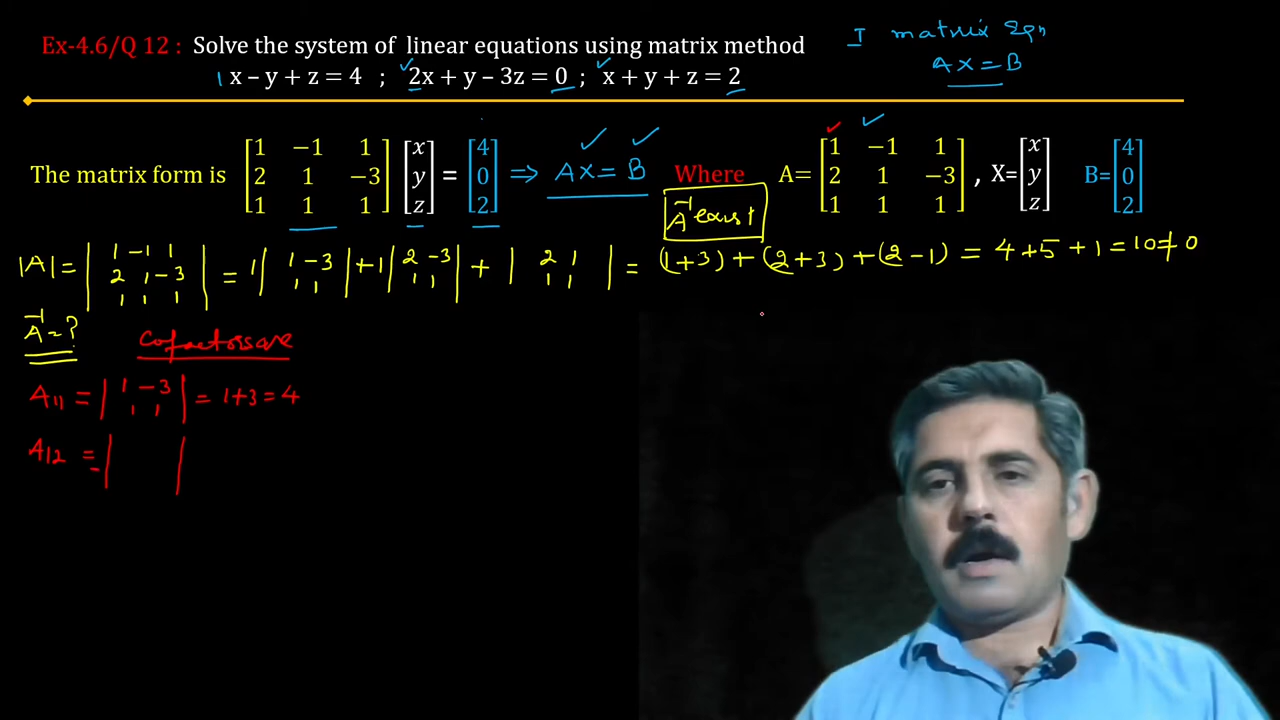 Ex-4.6/Q 12 : Solve the system of linear equations using matrix method
1 x – y + z = 4 ; 2x + y – 3z = 0 ; x + y + z = 2
I matrix Eqn
AX = B
The matrix form is [1 −1 1; 2 1 −3; 1 1 1] [x; y; z] = [4; 0; 2] ⇒ AX = B Where A= [1 −1 1; 2 1 −3; 1 1 1] , X= [x; y; z] B= [4; 0; 2]
A⁻¹ exist
|A| = |1 −1 1; 2 1 −3; 1 1 1| = 1 |1 −3; 1 1| +1 |2 −3; 1 1| + |2 1; 1 1| = (1+3) + (2+3) + (2−1) = 4+5+1 = 10 ≠ 0
A⁻¹ = ?
Cofactors are
A11 = |1 −3; 1 1| = 1+3 = 4
A12 = − | |